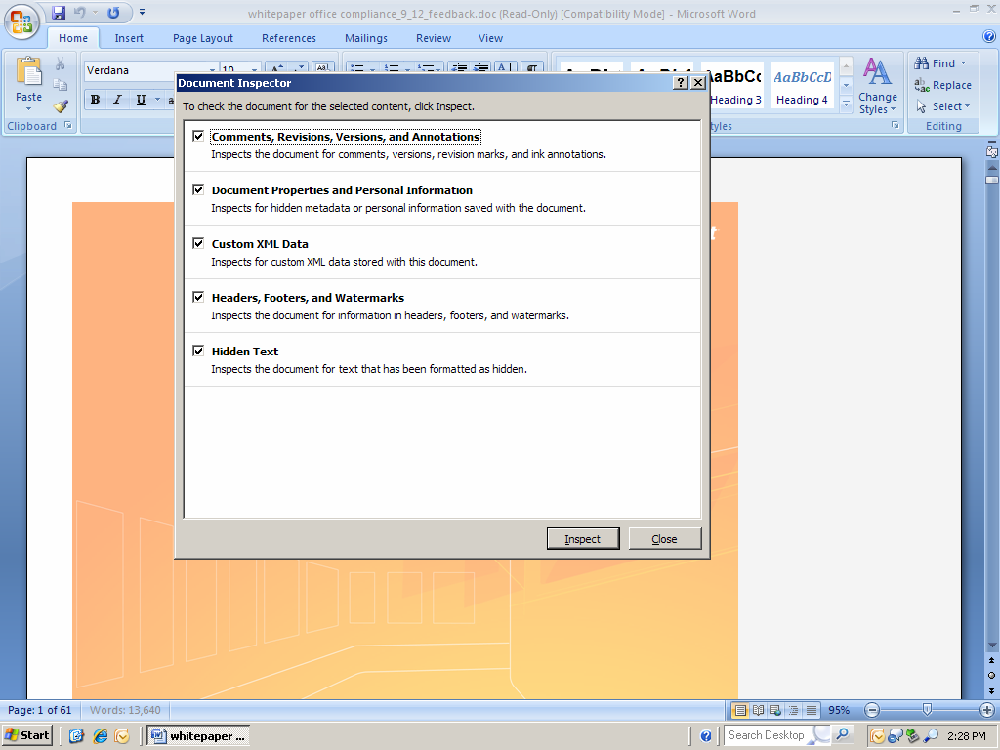 whitepaper office compliance_9_12_feedback.doc (Read-Only) [Compatibility Mode] - Microsoft Word
Home Insert Page Layout References Mailings Review View
Verdana 10
Paste
B I U
Clipboard
Heading 3
AaBbCcD
Heading 4
Change Styles
Find
Replace
Select
Editing
Document Inspector
To check the document for the selected content, click Inspect.
Comments, Revisions, Versions, and Annotations
Inspects the document for comments, versions, revision marks, and ink annotations.
Document Properties and Personal Information
Inspects for hidden metadata or personal information saved with the document.
Custom XML Data
Inspects for custom XML data stored with this document.
Headers, Footers, and Watermarks
Inspects the document for information in headers, footers, and watermarks.
Hidden Text
Inspects the document for text that has been formatted as hidden.
Inspect Close
Page: 1 of 61 Words: 13,640 95%
Start whitepaper ... Search Desktop 2:28 PM